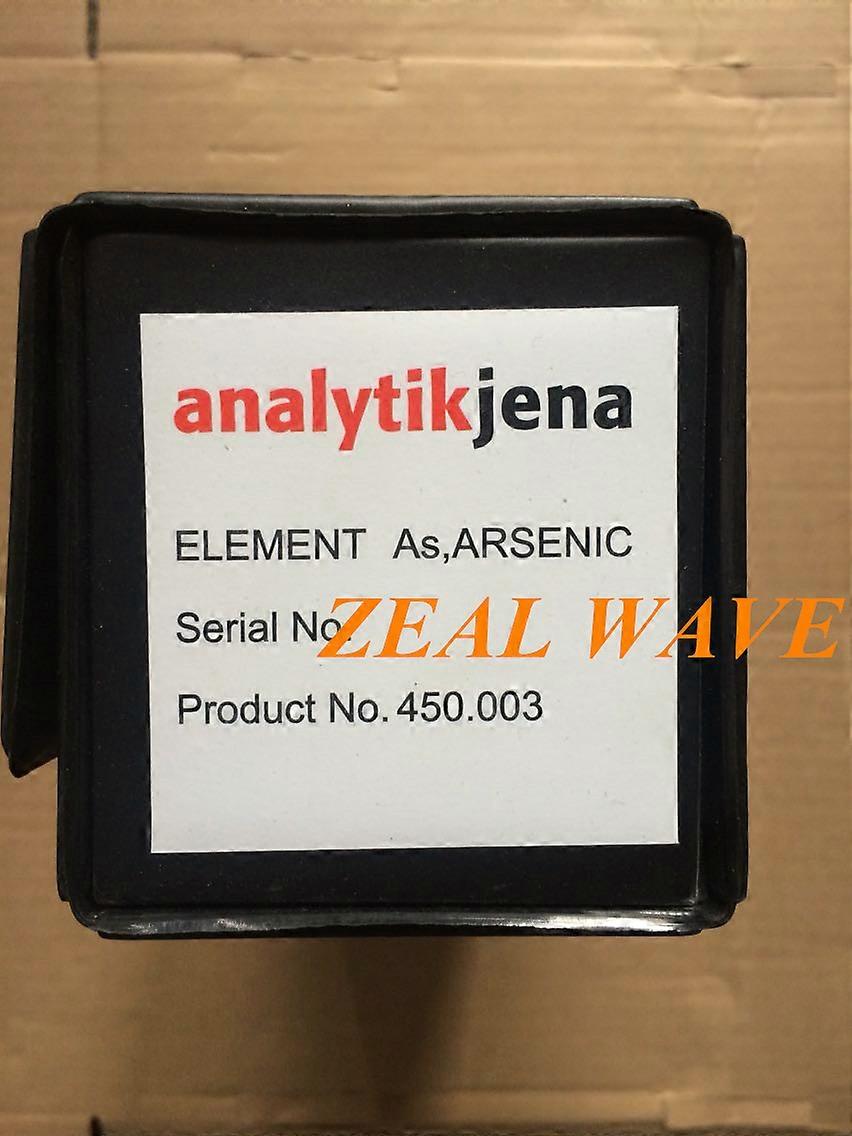 analytikjena
ELEMENT As,ARSENIC
Serial No.
ZEAL WAVE
Product No. 450.003